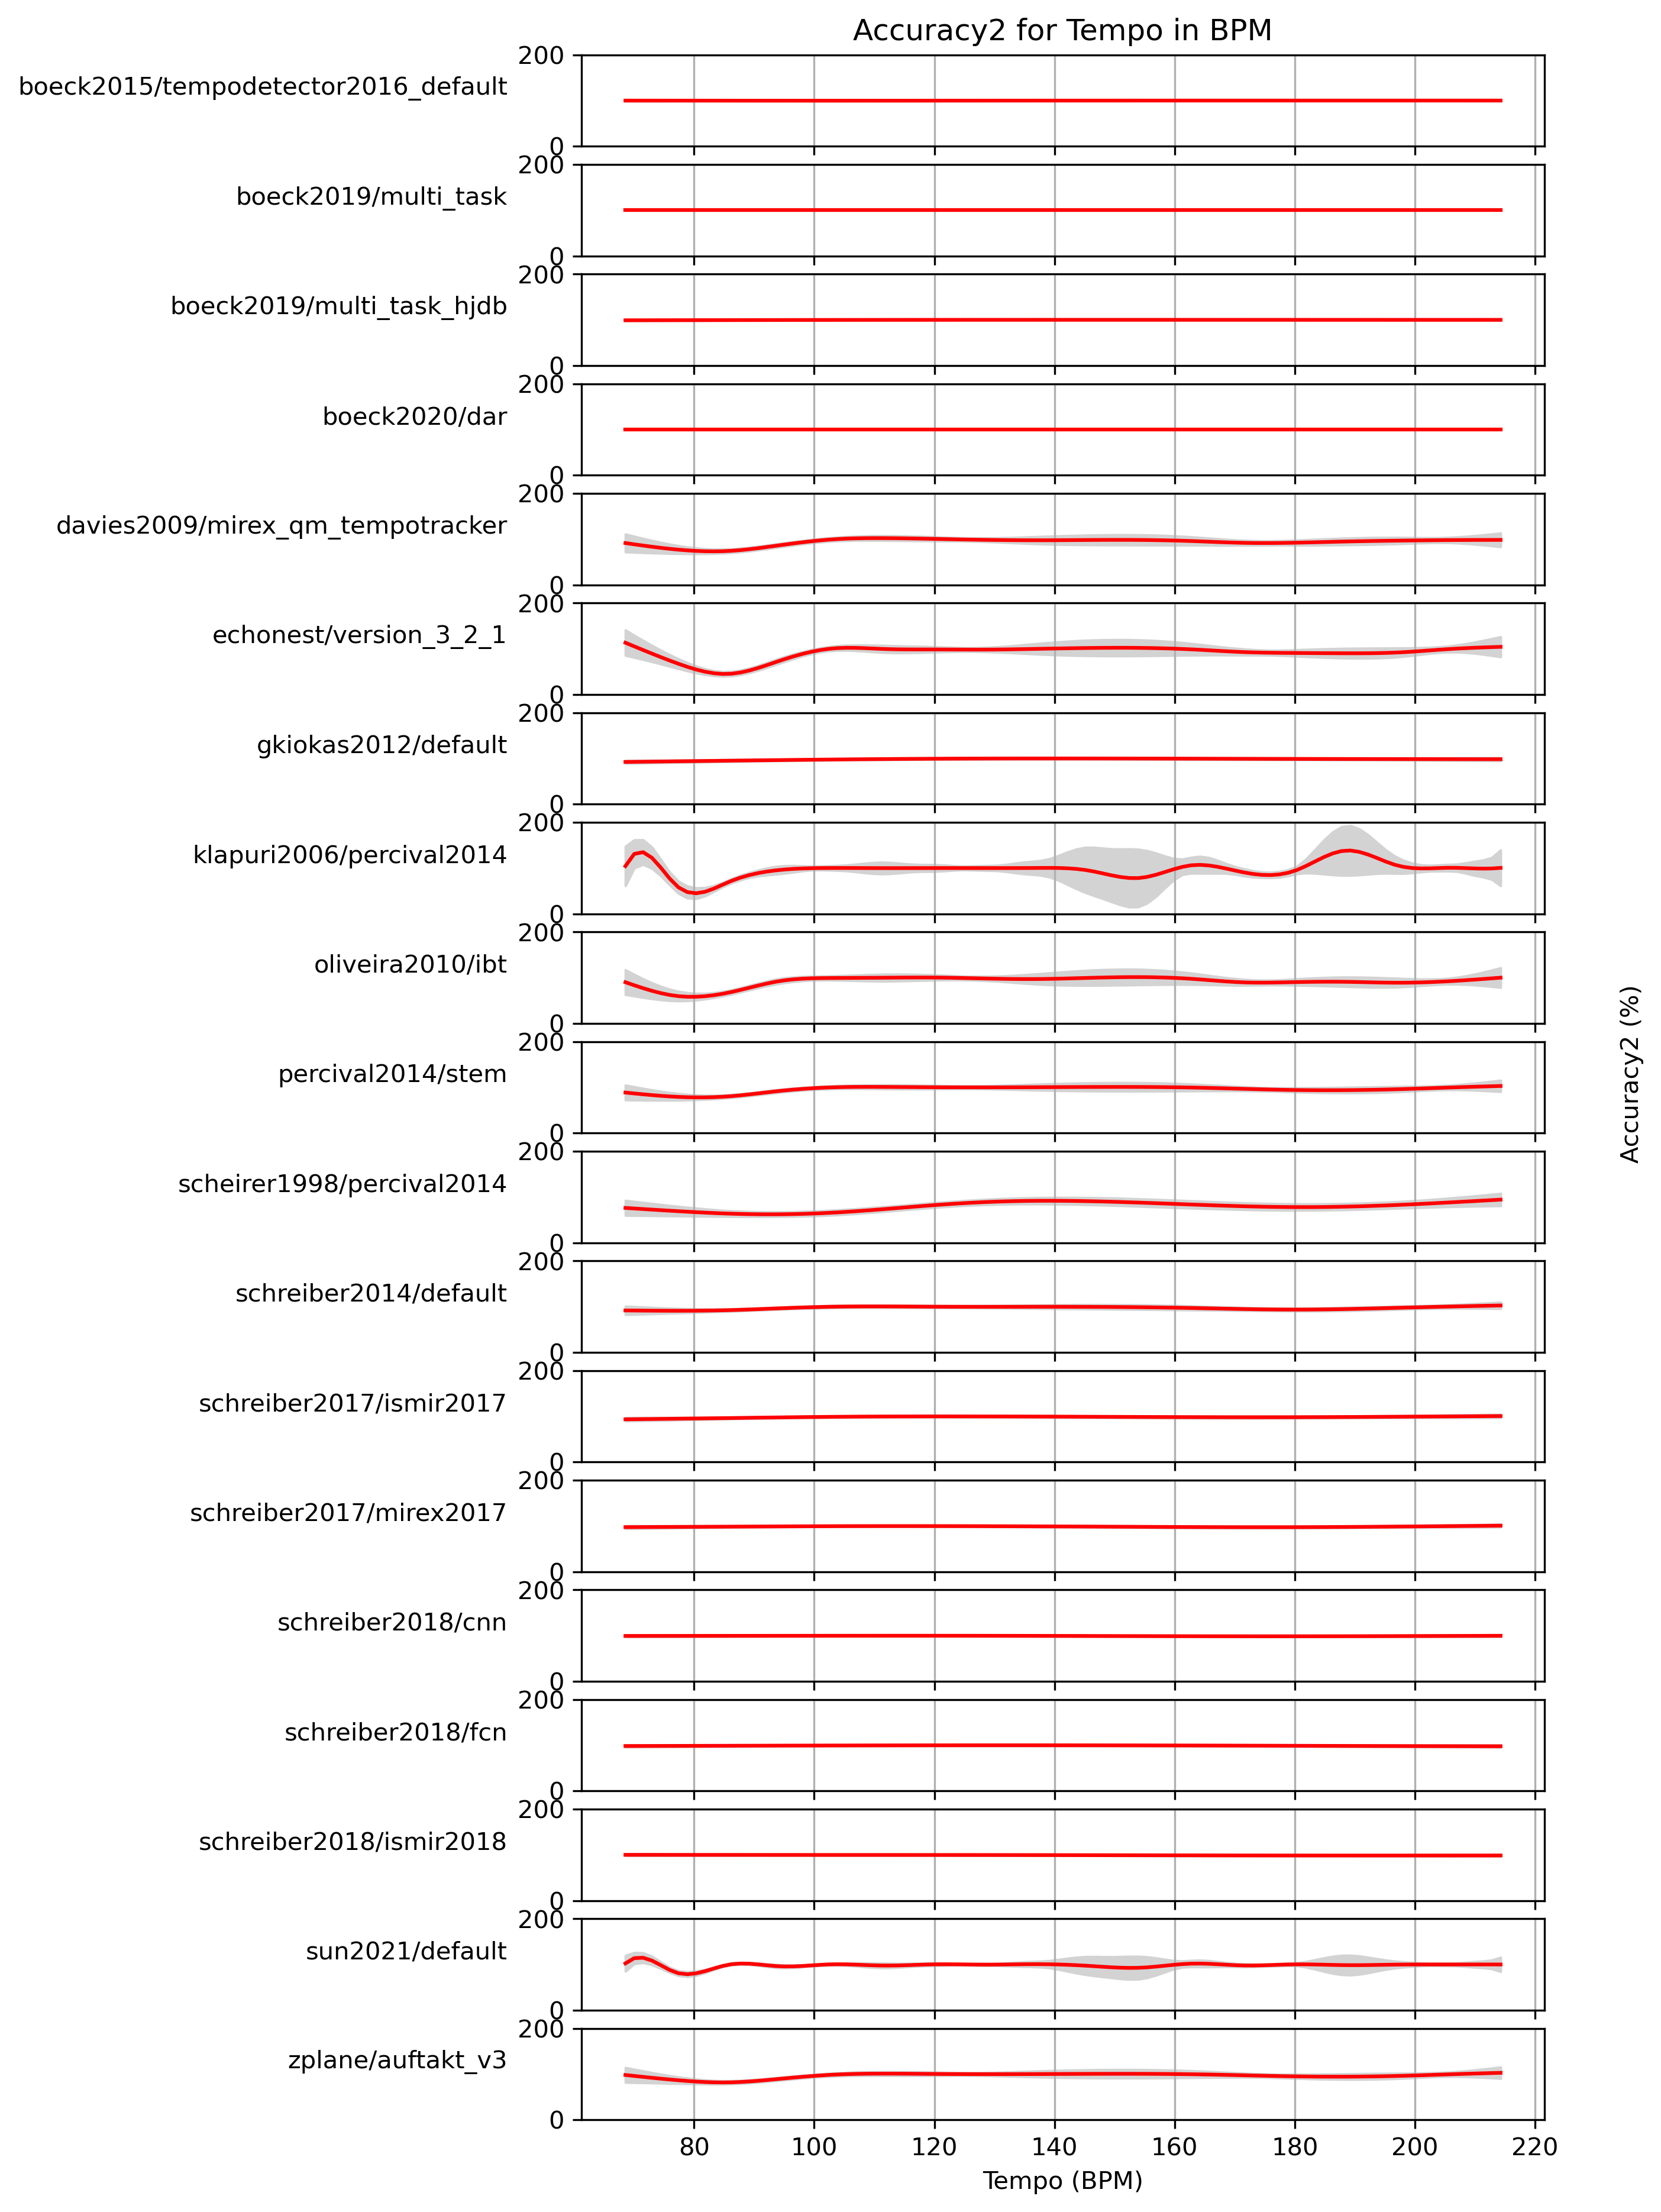 Accuracy2 for Tempo in BPM
200
boeck2015/tempodetector2016_default
0
200
boeck2019/multi_task
0
200
boeck2019/multi_task_hjdb
0
200
boeck2020/dar
0
200
davies2009/mirex_qm_tempotracker
0
200
echonest/version_3_2_1
0
200
gkiokas2012/default
0
200
klapuri2006/percival2014
0
200
oliveira2010/ibt
0
200
percival2014/stem
0
200
scheirer1998/percival2014
0
200
schreiber2014/default
0
200
schreiber2017/ismir2017
0
200
schreiber2017/mirex2017
0
200
schreiber2018/cnn
0
200
schreiber2018/fcn
0
200
schreiber2018/ismir2018
0
200
sun2021/default
0
200
zplane/auftakt_v3
0
80 100 120 140 160 180 200 220
Tempo (BPM)
Accuracy2 (%)